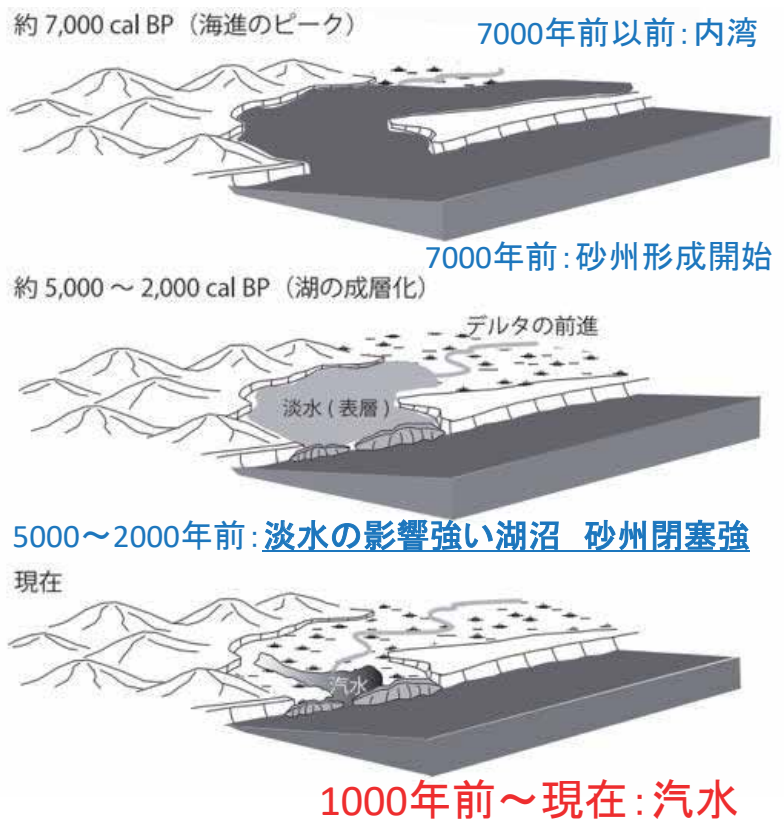 約 7,000 cal BP（海進のピーク）
7000年前以前：内湾
7000年前：砂州形成開始
約 5,000 ～ 2,000 cal BP（湖の成層化）
デルタの前進
淡水 ( 表層 )
5000～2000年前：淡水の影響強い湖沼　砂州閉塞強
現在
汽水
1000年前～現在：汽水